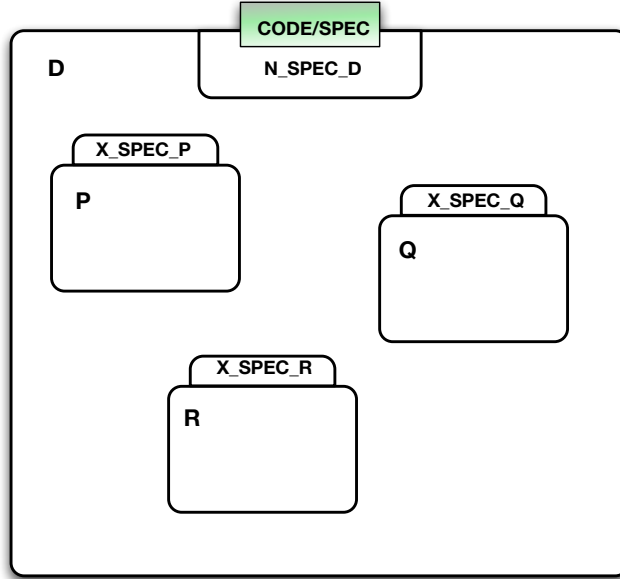 CODE/SPEC
D
N_SPEC_D
X_SPEC_P
P
X_SPEC_Q
Q
X_SPEC_R
R